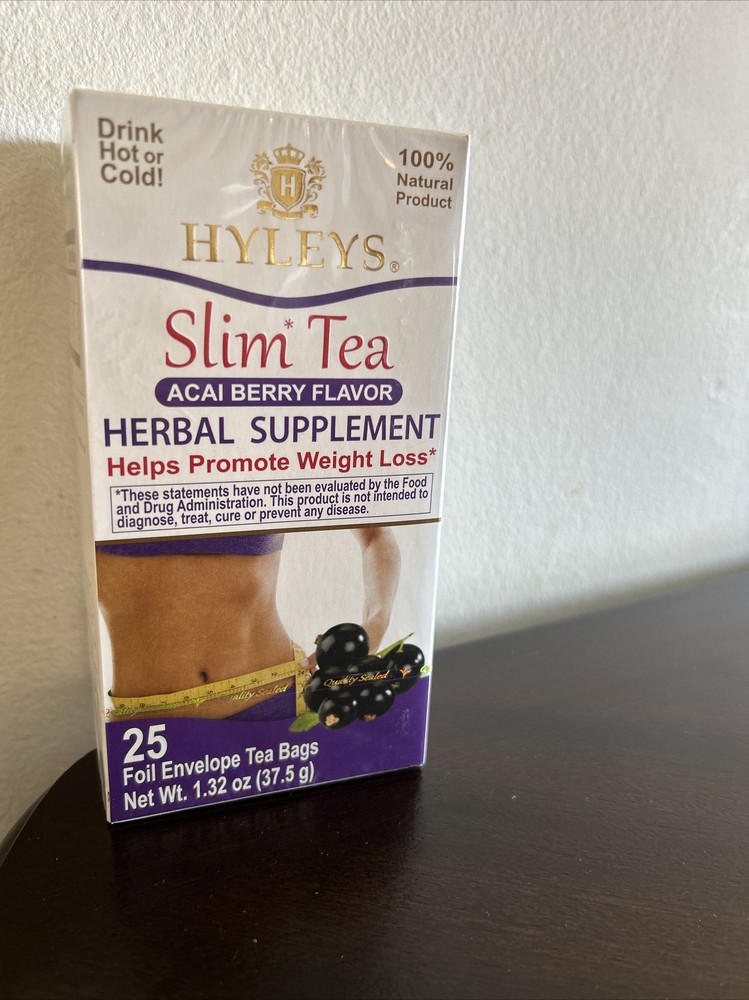 Drink
Hot or
Cold!
100%
Natural
Product
H
HYLEYS®
Slim* Tea
ACAI BERRY FLAVOR
HERBAL SUPPLEMENT
Helps Promote Weight Loss*
*These statements have not been evaluated by the Food
and Drug Administration. This product is not intended to
diagnose, treat, cure or prevent any disease.
Quality Sealed
Quality Sealed
25
Foil Envelope Tea Bags
Net Wt. 1.32 oz (37.5 g)